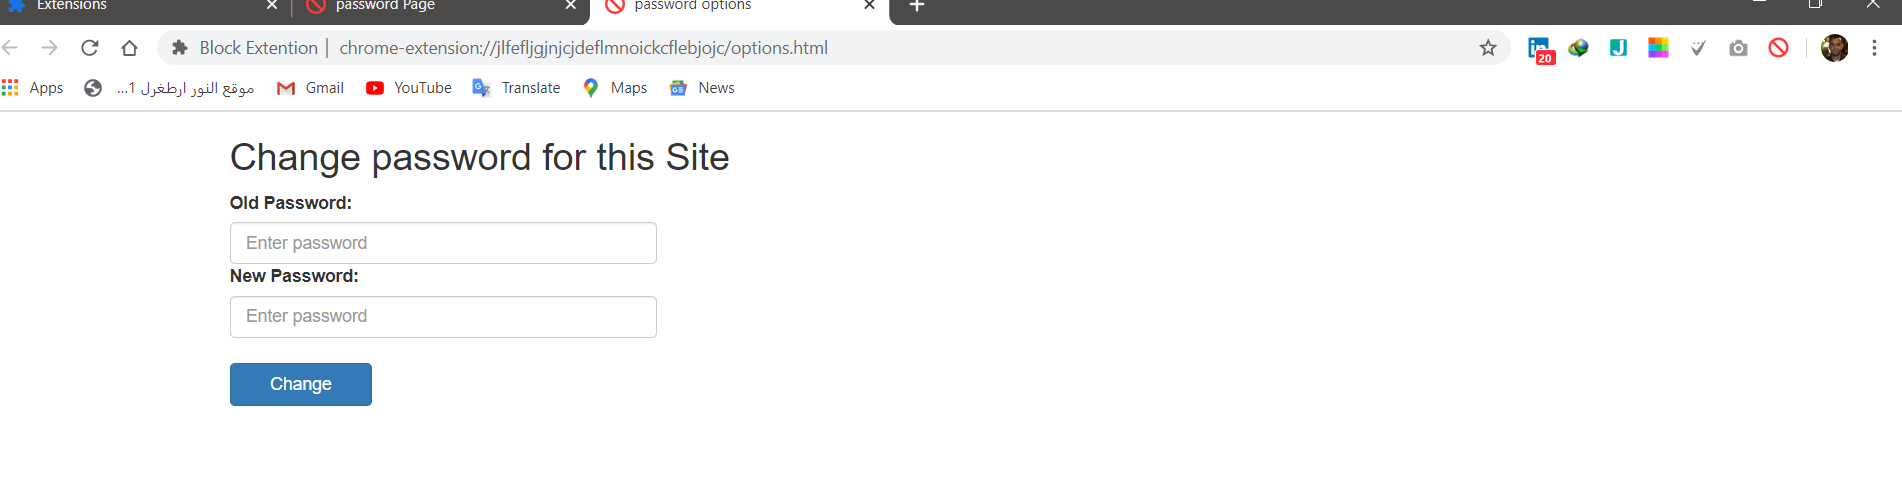 Extensions
password Page
password options
Block Extention | chrome-extension://jlfefljgjnjcjdeflmnoickcflebjojc/options.html
20
Apps
موقع النور ارطغرل 1...
Gmail
YouTube
Translate
Maps
News
Change password for this Site
Old Password:
Enter password
New Password:
Enter password
Change